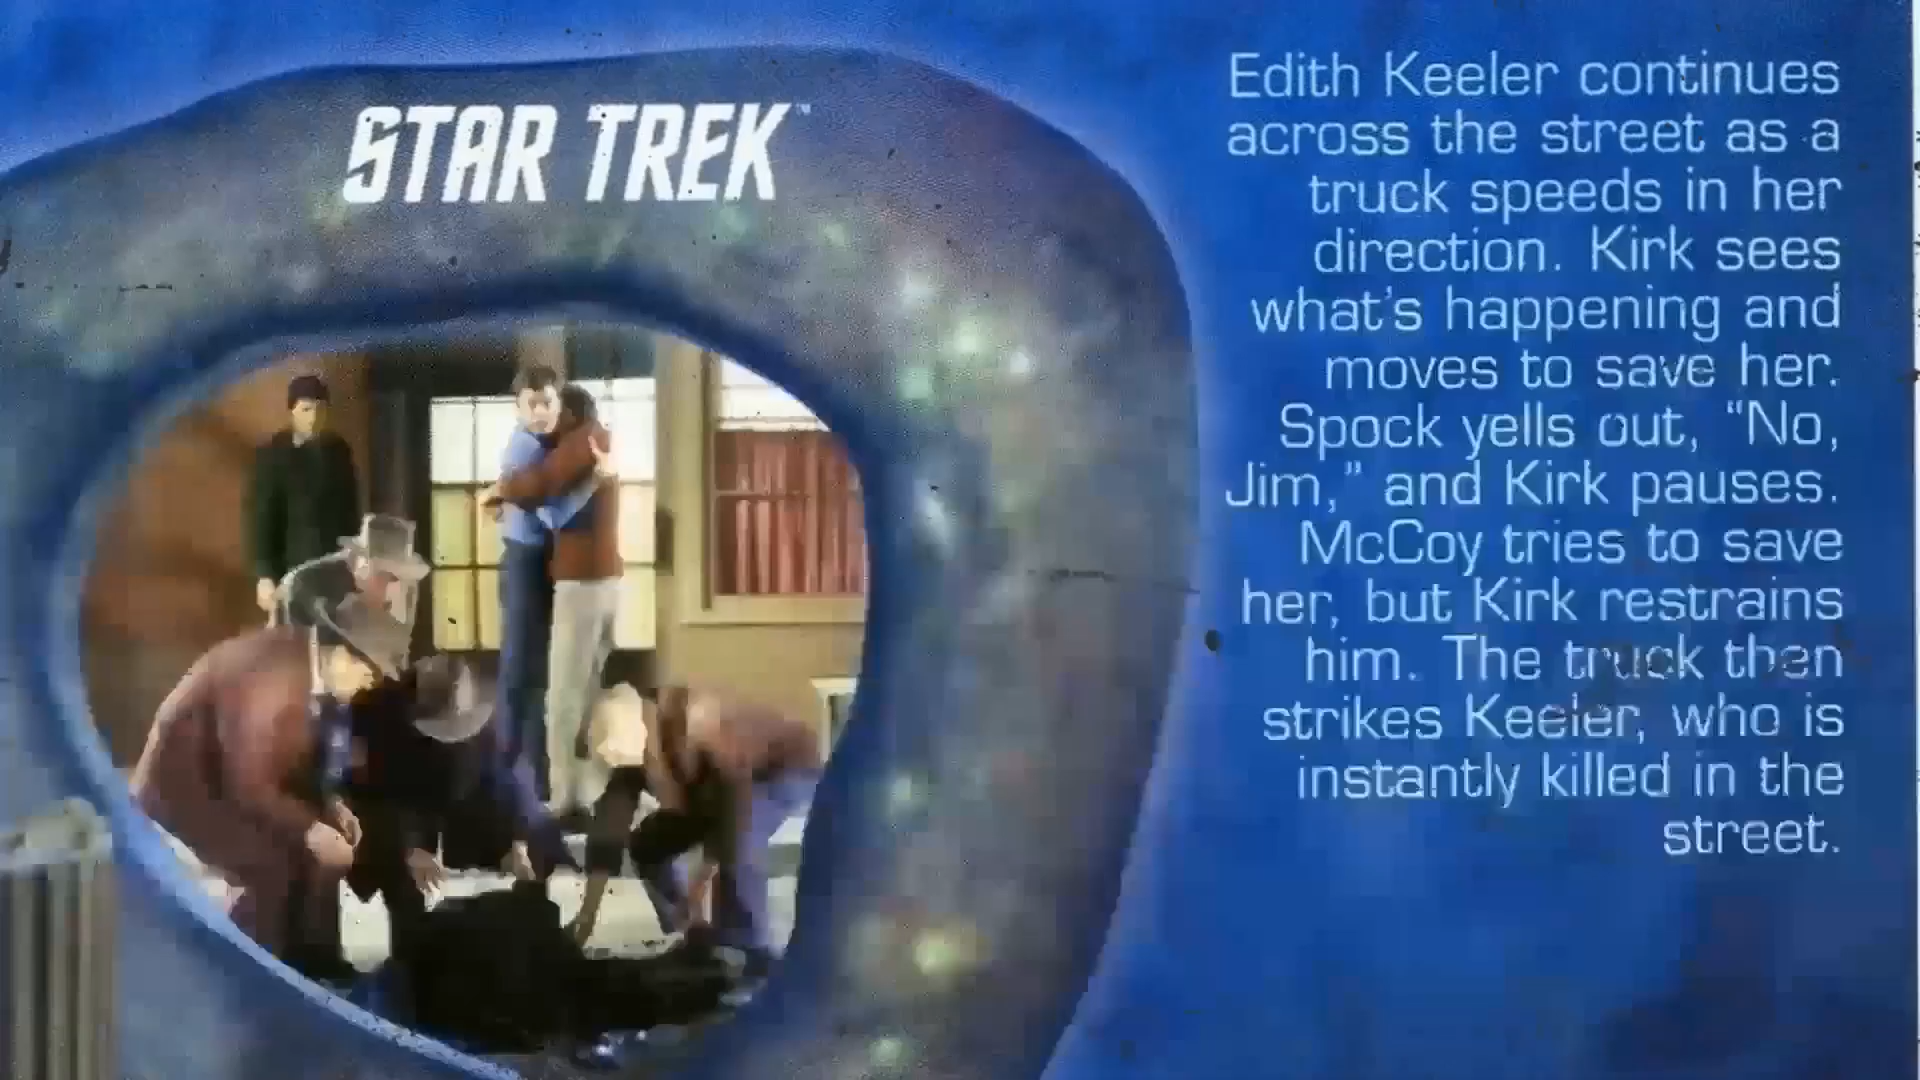 STAR TREK™
Edith Keeler continues
across the street as a
truck speeds in her
direction. Kirk sees
what's happening and
moves to save her.
Spock yells out, “No,
Jim,” and Kirk pauses.
McCoy tries to save
her, but Kirk restrains
him. The truck then
strikes Keeler, who is
instantly killed in the
street.